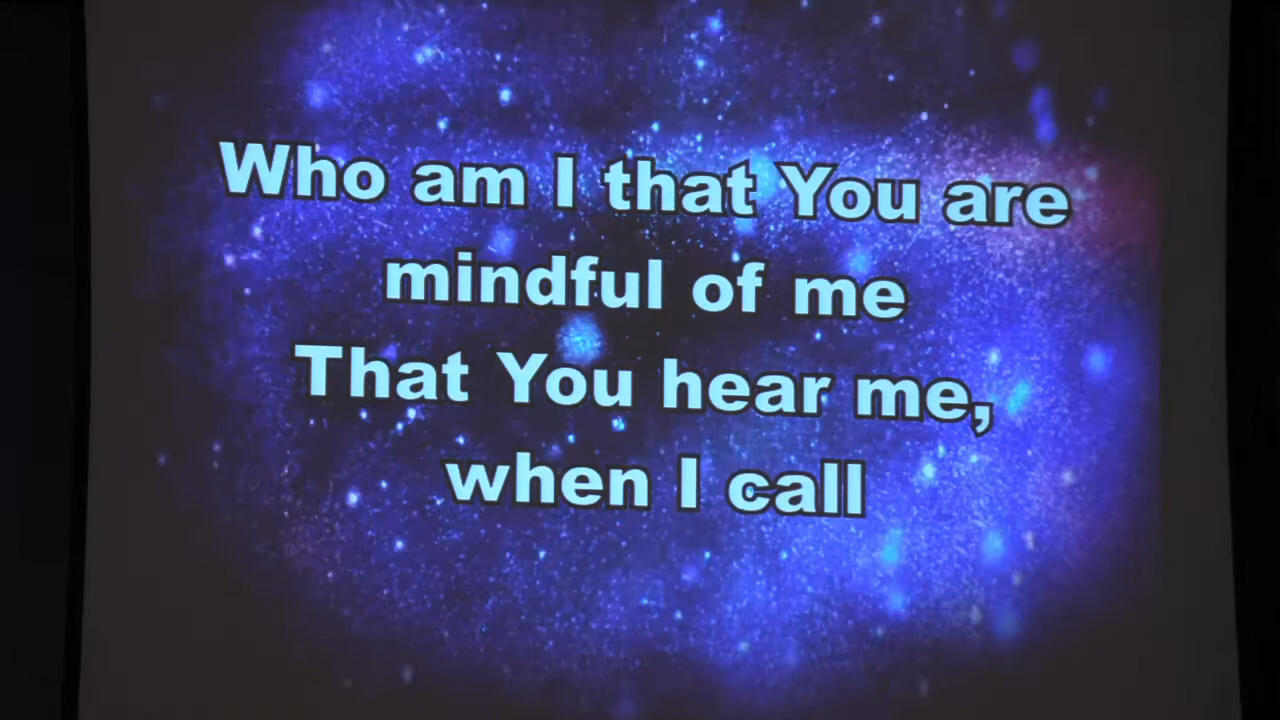 Who am I that You are
mindful of me
That You hear me,
when I call